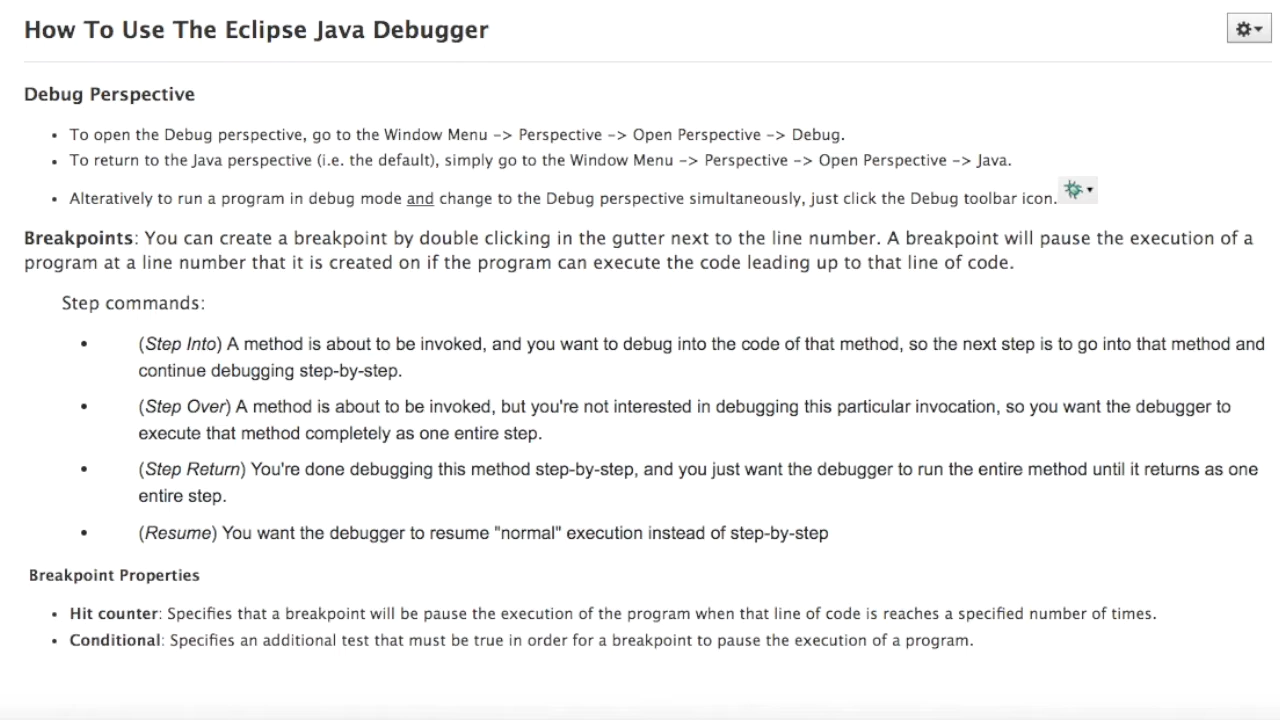 How To Use The Eclipse Java Debugger
Debug Perspective
• To open the Debug perspective, go to the Window Menu -> Perspective -> Open Perspective -> Debug.
• To return to the Java perspective (i.e. the default), simply go to the Window Menu -> Perspective -> Open Perspective -> Java.
• Alteratively to run a program in debug mode and change to the Debug perspective simultaneously, just click the Debug toolbar icon.
Breakpoints: You can create a breakpoint by double clicking in the gutter next to the line number. A breakpoint will pause the execution of a
program at a line number that it is created on if the program can execute the code leading up to that line of code.
Step commands:
• (Step Into) A method is about to be invoked, and you want to debug into the code of that method, so the next step is to go into that method and
continue debugging step-by-step.
• (Step Over) A method is about to be invoked, but you're not interested in debugging this particular invocation, so you want the debugger to
execute that method completely as one entire step.
• (Step Return) You're done debugging this method step-by-step, and you just want the debugger to run the entire method until it returns as one
entire step.
• (Resume) You want the debugger to resume "normal" execution instead of step-by-step
Breakpoint Properties
• Hit counter: Specifies that a breakpoint will be pause the execution of the program when that line of code is reaches a specified number of times.
• Conditional: Specifies an additional test that must be true in order for a breakpoint to pause the execution of a program.